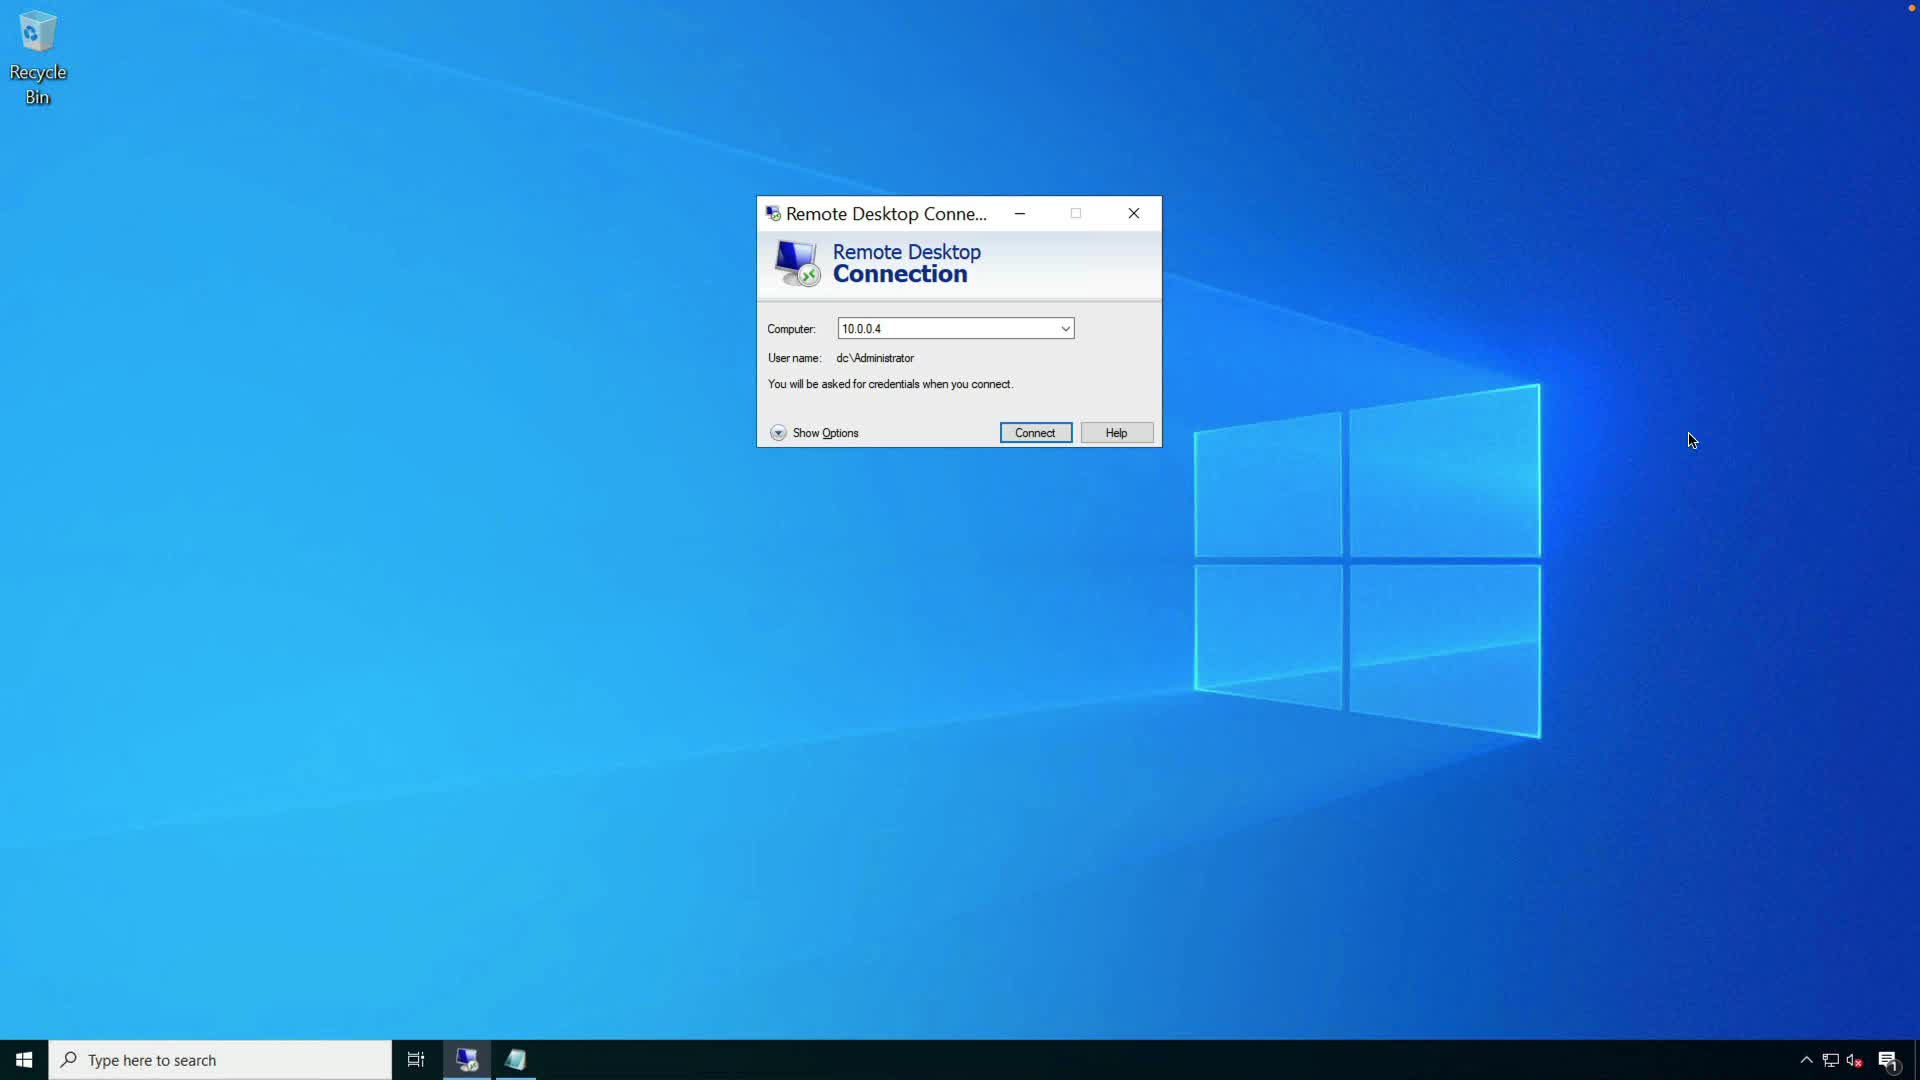 Recycle
Bin
Remote Desktop Conne...
Remote Desktop
Connection
Computer: 10.0.0.4
User name: dc\Administrator
You will be asked for credentials when you connect.
Show Options Connect Help
Type here to search
1